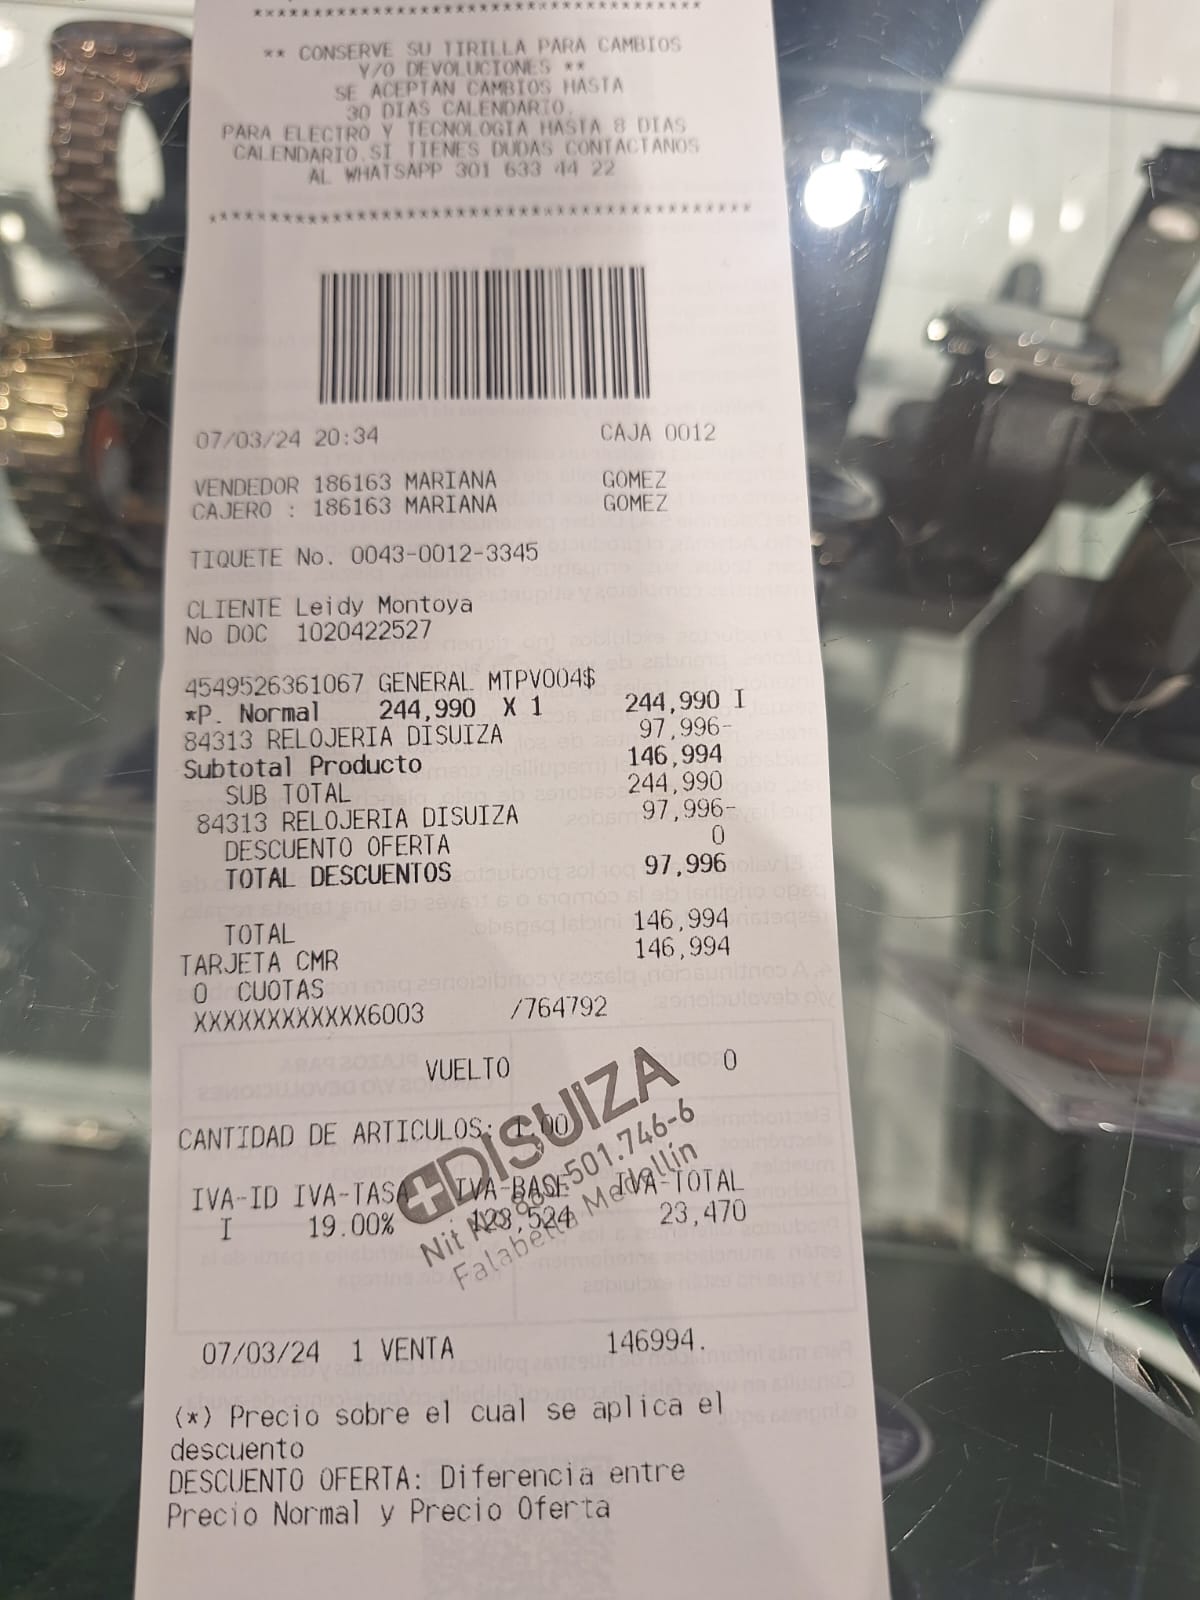 ************************************
** CONSERVE SU TIRILLA PARA CAMBIOS
Y/O DEVOLUCIONES **
SE ACEPTAN CAMBIOS HASTA
30 DIAS CALENDARIO.
PARA ELECTRO Y TECNOLOGIA HASTA 8 DIAS
CALENDARIO.SI TIENES DUDAS CONTACTANOS
AL WHATSAPP 301 633 44 22
********************************************
07/03/24 20:34 CAJA 0012
VENDEDOR 186163 MARIANA GOMEZ
CAJERO : 186163 MARIANA GOMEZ
TIQUETE No. 0043-0012-3345
CLIENTE Leidy Montoya
No DOC 1020422527
4549526361067 GENERAL MTPV004$
*P. Normal 244,990 X 1 244,990 I
84313 RELOJERIA DISUIZA 97,996-
Subtotal Producto 146,994
SUB TOTAL 244,990
84313 RELOJERIA DISUIZA 97,996-
DESCUENTO OFERTA 0
TOTAL DESCUENTOS 97,996
TOTAL 146,994
TARJETA CMR 146,994
0 CUOTAS
XXXXXXXXXXXX6003 /764792
VUELTO 0
CANTIDAD DE ARTICULOS: 1.00
DISUIZA
Nit No 501.746-6
Falabella Medellín
IVA-ID IVA-TASA IVA-BASE IVA-TOTAL
I 19.00% 123,524 23,470
07/03/24 1 VENTA 146994.
(*) Precio sobre el cual se aplica el
descuento
DESCUENTO OFERTA: Diferencia entre
Precio Normal y Precio Oferta